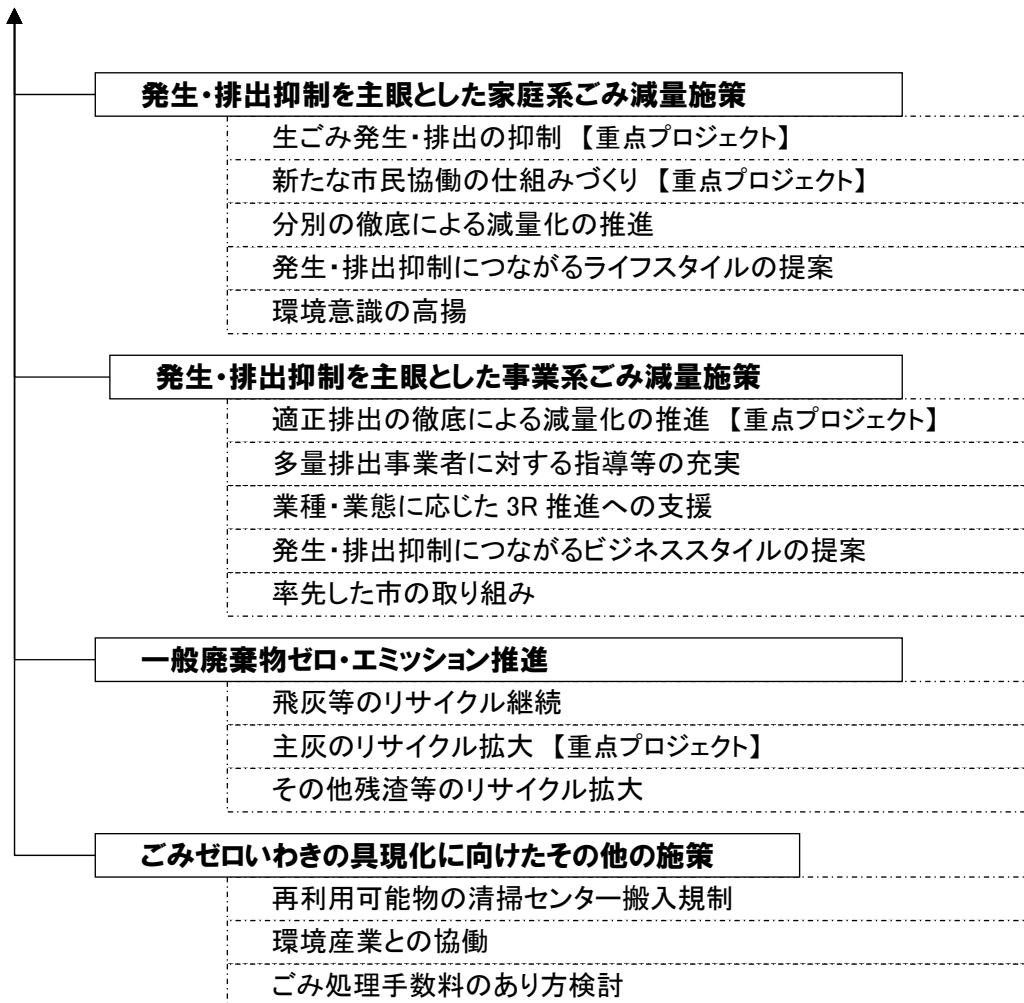 発生・排出抑制を主眼とした家庭系ごみ減量施策
生ごみ発生・排出の抑制 【重点プロジェクト】
新たな市民協働の仕組みづくり 【重点プロジェクト】
分別の徹底による減量化の推進
発生・排出抑制につながるライフスタイルの提案
環境意識の高揚
発生・排出抑制を主眼とした事業系ごみ減量施策
適正排出の徹底による減量化の推進 【重点プロジェクト】
多量排出事業者に対する指導等の充実
業種・業態に応じた 3R 推進への支援
発生・排出抑制につながるビジネススタイルの提案
率先した市の取り組み
一般廃棄物ゼロ・エミッション推進
飛灰等のリサイクル継続
主灰のリサイクル拡大 【重点プロジェクト】
その他残渣等のリサイクル拡大
ごみゼロいわきの具現化に向けたその他の施策
再利用可能物の清掃センター搬入規制
環境産業との協働
ごみ処理手数料のあり方検討